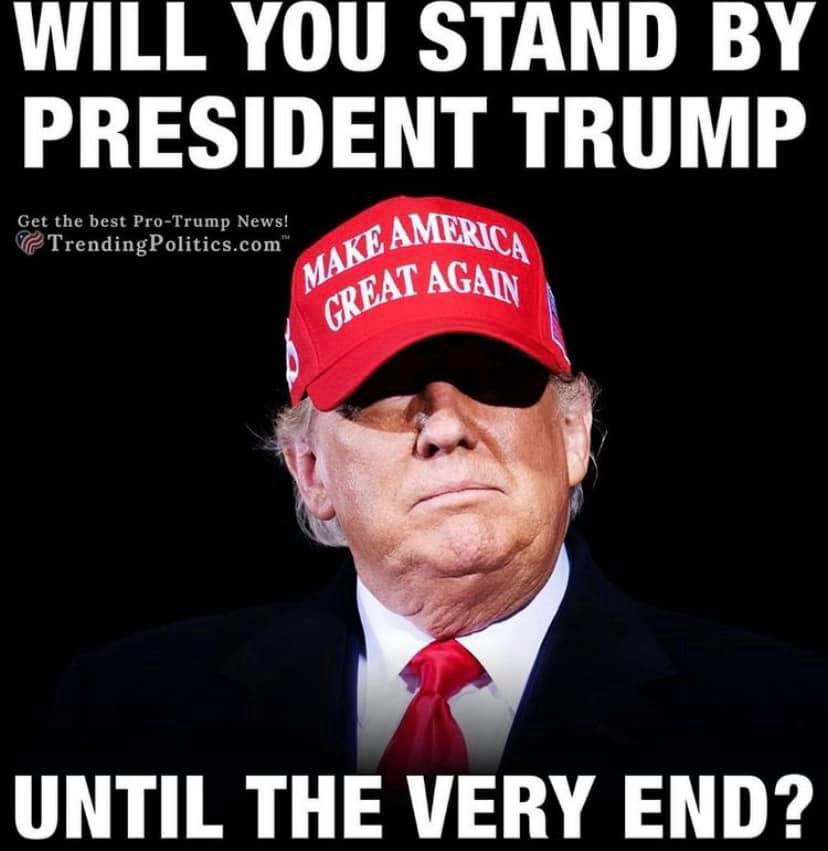 WILL YOU STAND BY
PRESIDENT TRUMP
Get the best Pro-Trump News!
TrendingPolitics.com™
MAKE AMERICA
GREAT AGAIN
UNTIL THE VERY END?